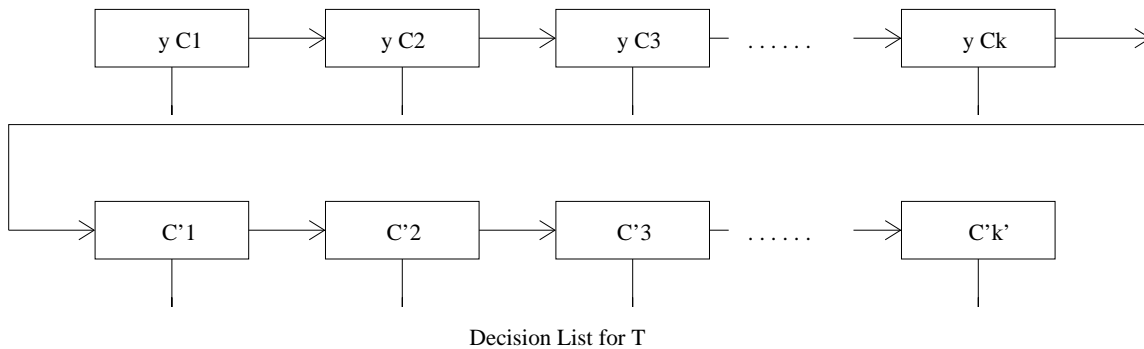 y C1 y C2 y C3 . . . . . . y Ck
C’1 C’2 C’3 . . . . . . C’k’
Decision List for T